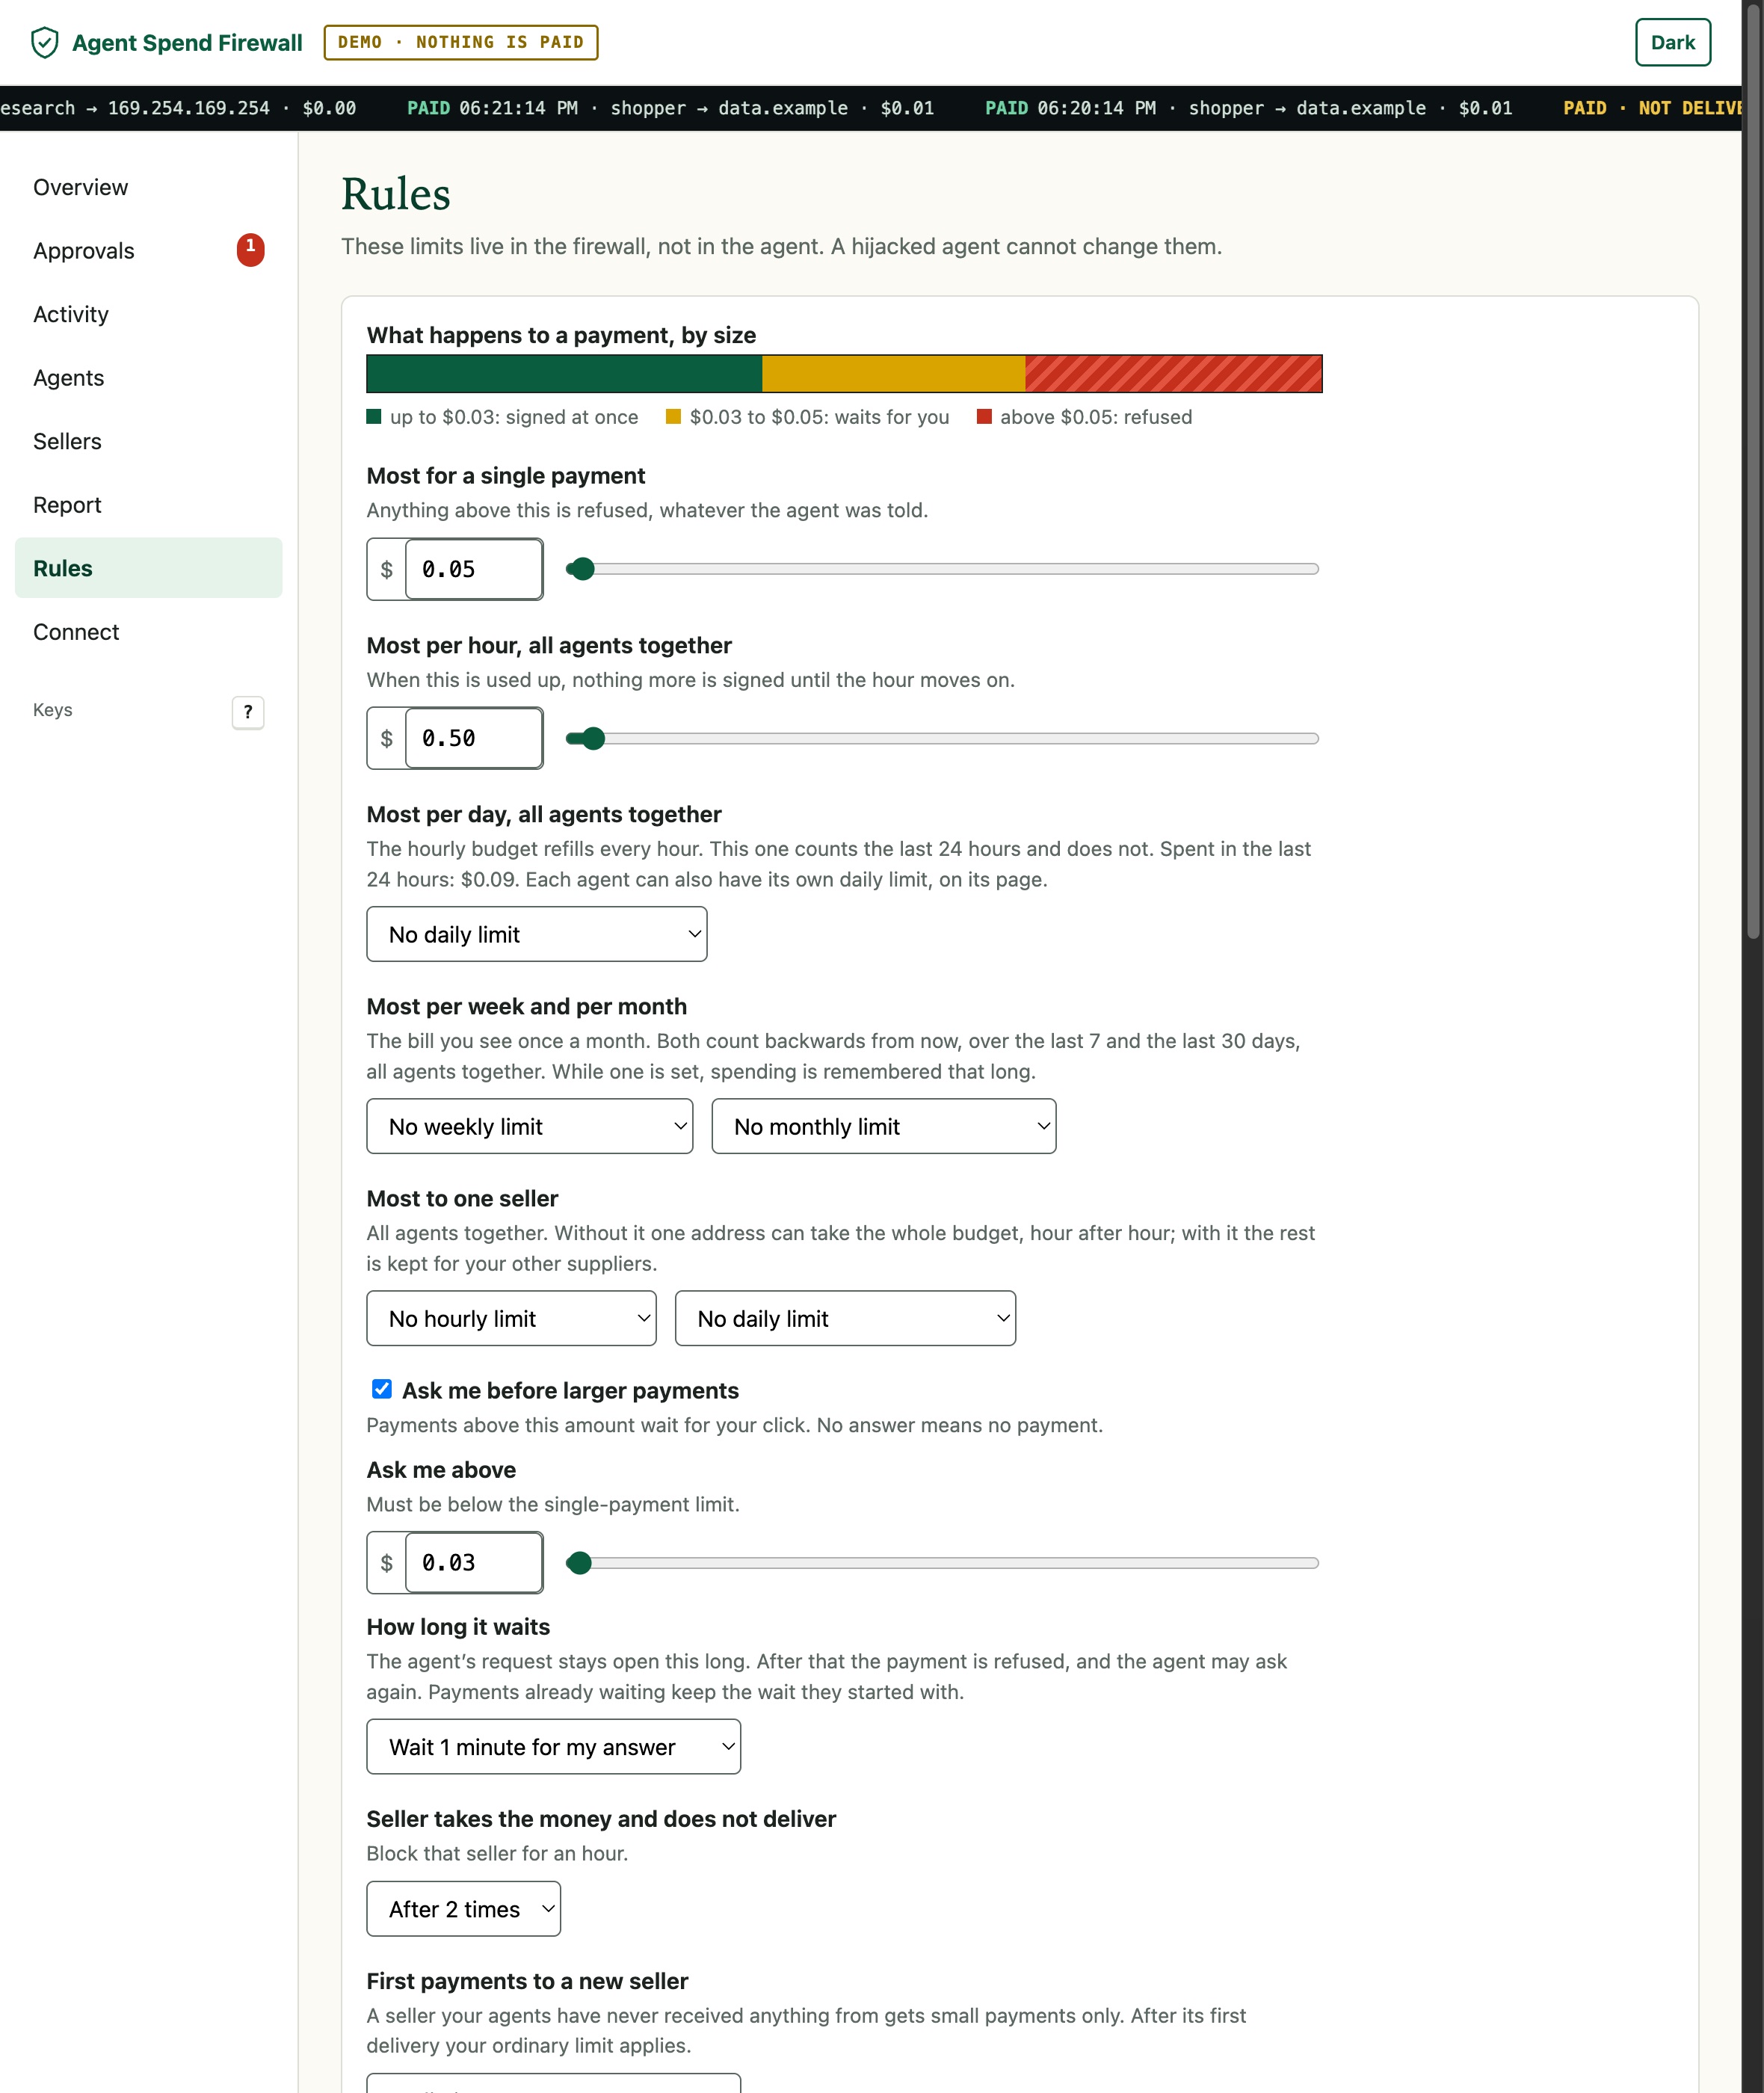 Agent Spend Firewall
DEMO · NOTHING IS PAID
Dark
esearch → 169.254.169.254 · $0.00 PAID 06:21:14 PM · shopper → data.example · $0.01 PAID 06:20:14 PM · shopper → data.example · $0.01 PAID · NOT DELIVE
Overview
Approvals 1
Activity
Agents
Sellers
Report
Rules
Connect
Keys ?
Rules
These limits live in the firewall, not in the agent. A hijacked agent cannot change them.
What happens to a payment, by size
up to $0.03: signed at once $0.03 to $0.05: waits for you above $0.05: refused
Most for a single payment
Anything above this is refused, whatever the agent was told.
$ 0.05
Most per hour, all agents together
When this is used up, nothing more is signed until the hour moves on.
$ 0.50
Most per day, all agents together
The hourly budget refills every hour. This one counts the last 24 hours and does not. Spent in the last
24 hours: $0.09. Each agent can also have its own daily limit, on its page.
No daily limit
Most per week and per month
The bill you see once a month. Both count backwards from now, over the last 7 and the last 30 days,
all agents together. While one is set, spending is remembered that long.
No weekly limit No monthly limit
Most to one seller
All agents together. Without it one address can take the whole budget, hour after hour; with it the rest
is kept for your other suppliers.
No hourly limit No daily limit
Ask me before larger payments
Payments above this amount wait for your click. No answer means no payment.
Ask me above
Must be below the single-payment limit.
$ 0.03
How long it waits
The agent’s request stays open this long. After that the payment is refused, and the agent may ask
again. Payments already waiting keep the wait they started with.
Wait 1 minute for my answer
Seller takes the money and does not deliver
Block that seller for an hour.
After 2 times
First payments to a new seller
A seller your agents have never received anything from gets small payments only. After its first
delivery your ordinary limit applies.